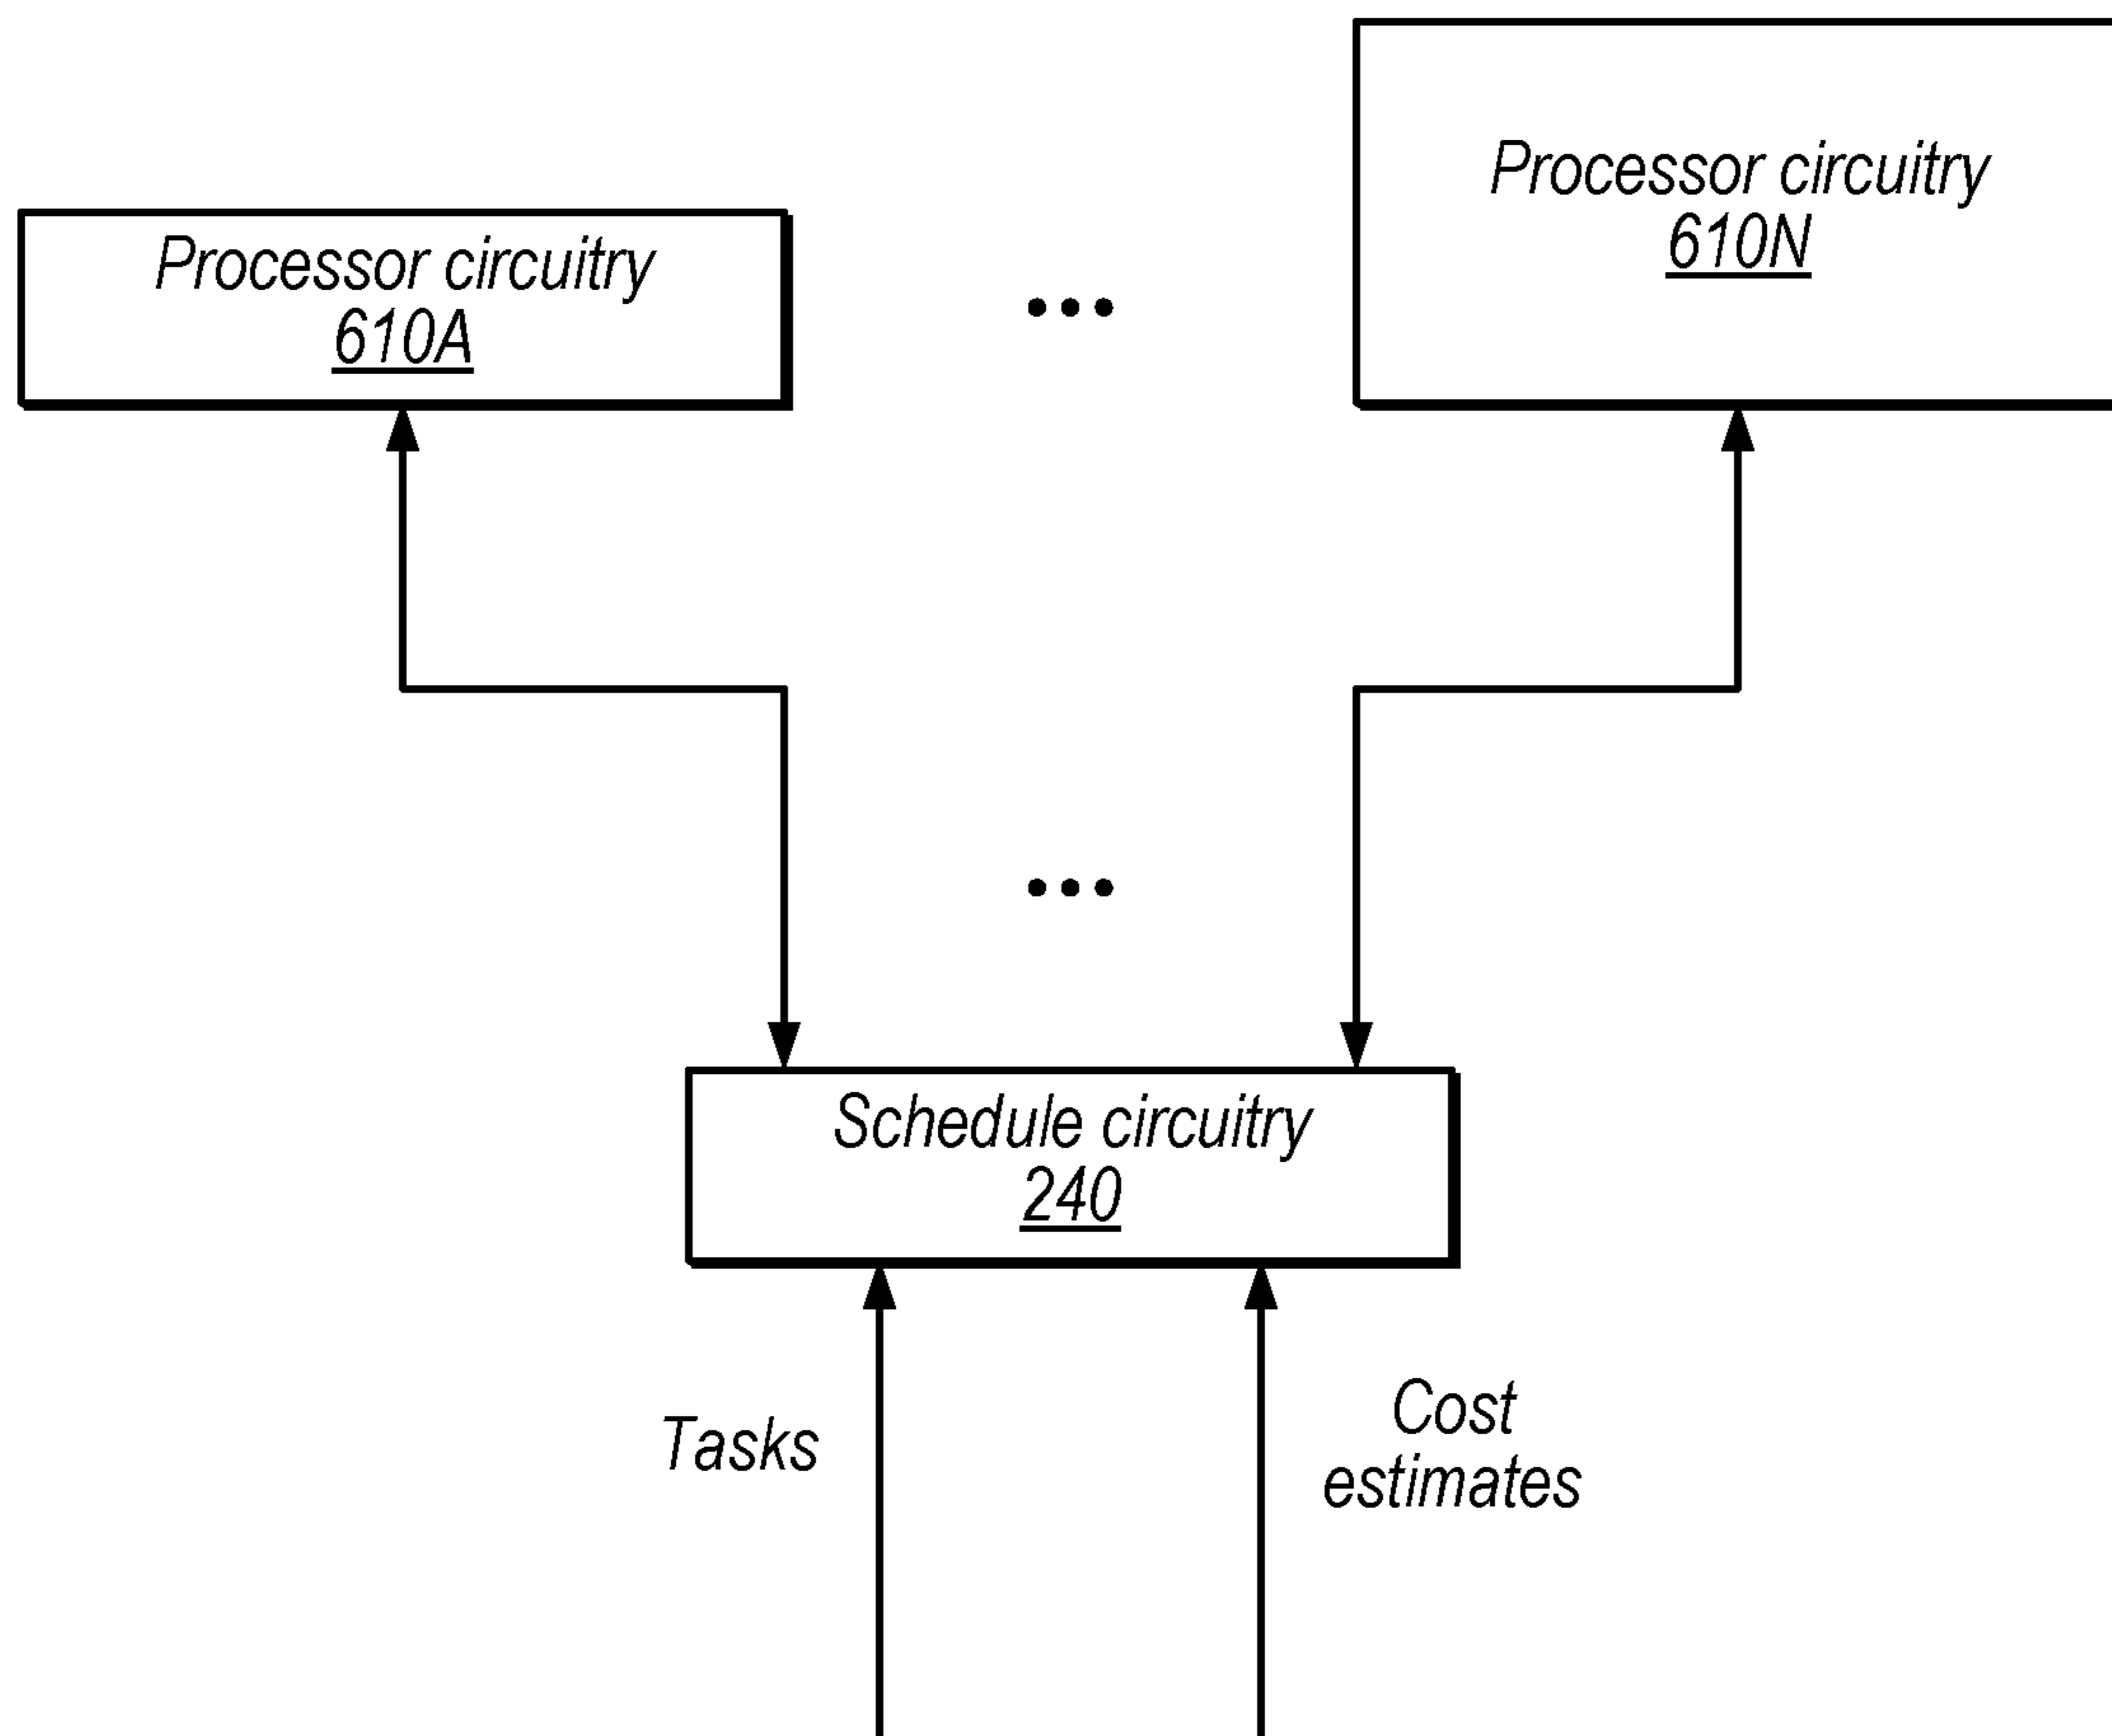 Processor circuitry
610A
Processor circuitry
610N
Schedule circuitry
240
Tasks
Cost
estimates